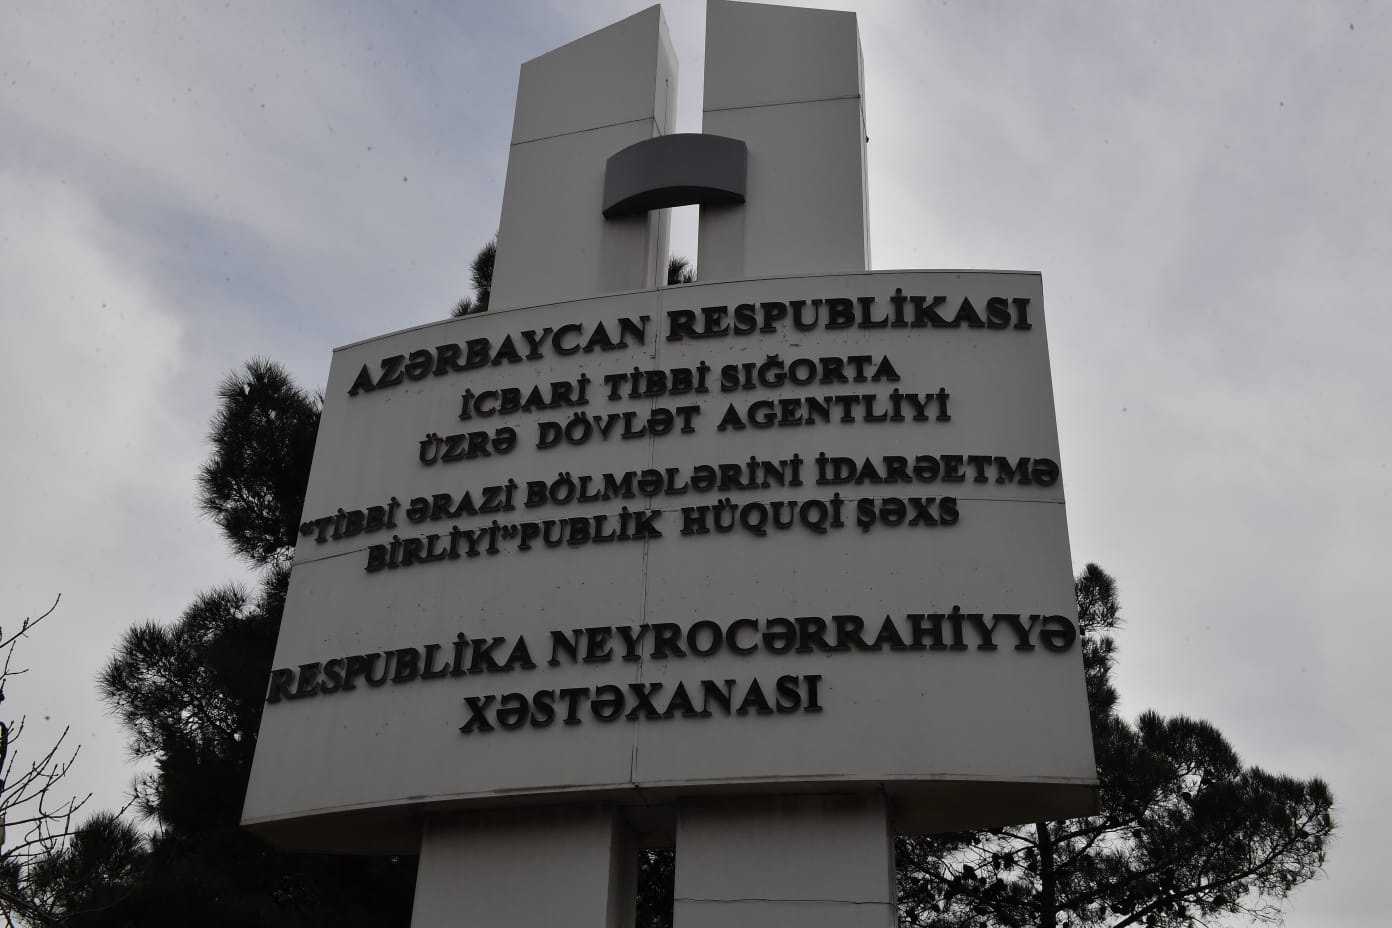 AZƏRBAYCAN RESPUBLİKASI
İCBARİ TİBBİ SIĞORTA
ÜZRƏ DÖVLƏT AGENTLİYİ
"TİBBİ ƏRAZİ BÖLMƏLƏRİNİ İDARƏETMƏ
BİRLİYİ"PUBLİK HÜQUQİ ŞƏXS
RESPUBLİKA NEYROCƏRRAHİYYƏ
XƏSTƏXANASI